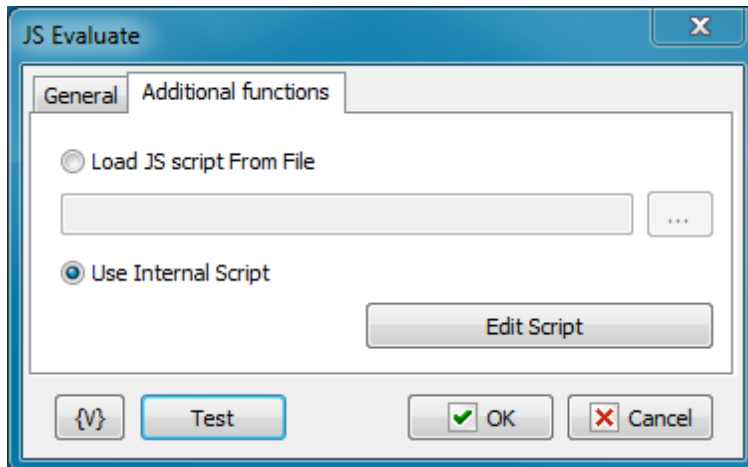 JS Evaluate
General Additional functions
Load JS script From File
...
Use Internal Script
Edit Script
{V} Test OK Cancel